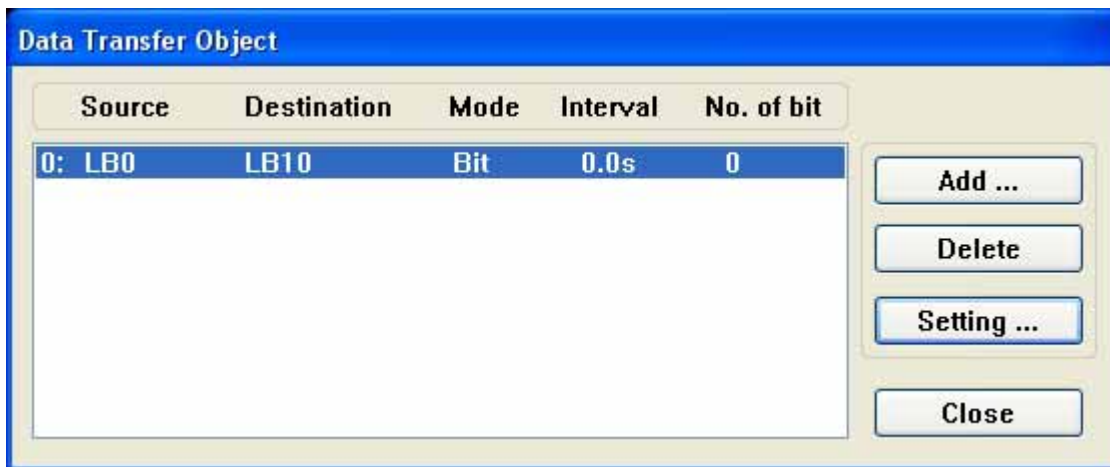 Data Transfer Object
Source Destination Mode Interval No. of bit
0: LB0 LB10 Bit 0.0s 0
Add ...
Delete
Setting ...
Close